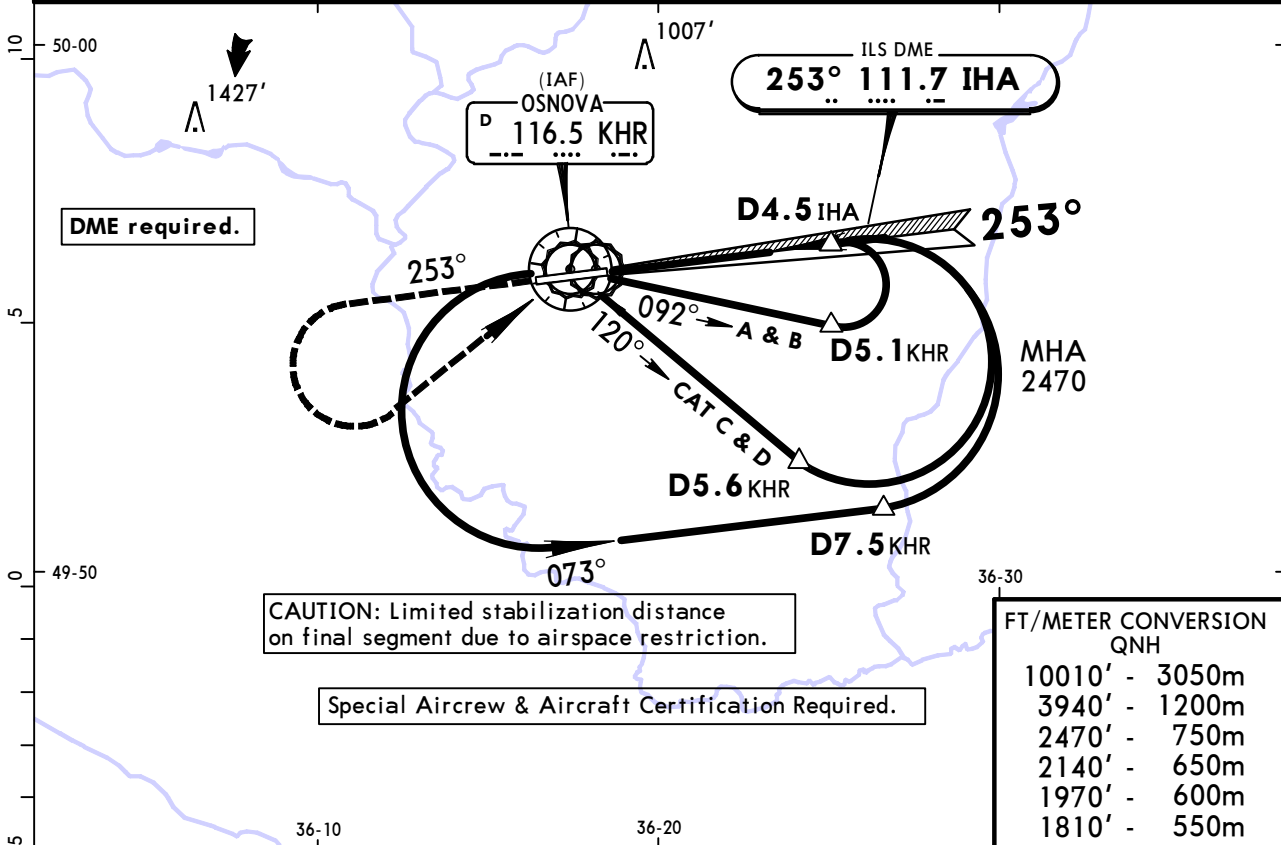 10
50-00
1427'
1007'
(IAF)
OSNOVA
D 116.5 KHR
ILS DME
253° 111.7 IHA
DME required.
D4.5 IHA
253°
253°
092° A & B
D5.1 KHR
120° CAT C & D
MHA
2470
5
D5.6 KHR
D7.5 KHR
073°
0
49-50
36-30
CAUTION: Limited stabilization distance
on final segment due to airspace restriction.
Special Aircrew & Aircraft Certification Required.
FT/METER CONVERSION
QNH
10010' - 3050m
3940' - 1200m
2470' - 750m
2140' - 650m
1970' - 600m
1810' - 550m
5
36-10
36-20